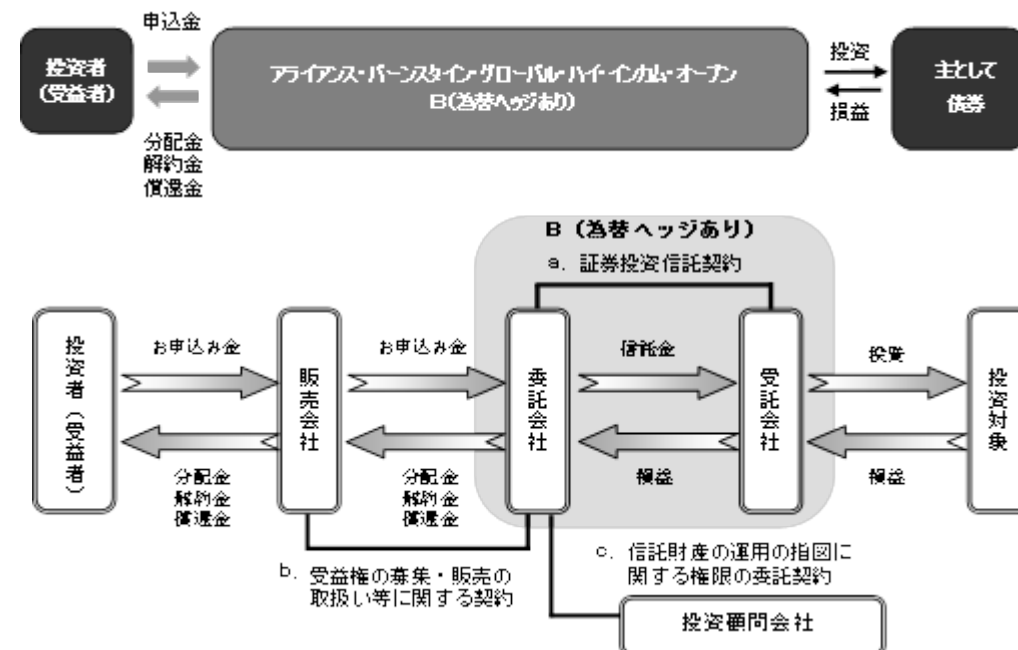 申込金
投資者
(受益者)
アライアンス・バーンスタイン・グローバル・ハイ・インカム・オープン
B(為替ヘッジあり)
投資
損益
主として
債券
分配金
解約金
償還金
B（為替ヘッジあり）
a．証券投資信託契約
投資者（受益者）
お申込み金
販売会社
お申込み金
委託会社
信託金
受託会社
投資
投資対象
分配金
解約金
償還金
分配金
解約金
償還金
損益
損益
b．受益権の募集・販売の
取扱い等に関する契約
c．信託財産の運用の指図に
関する権限の委託契約
投資顧問会社